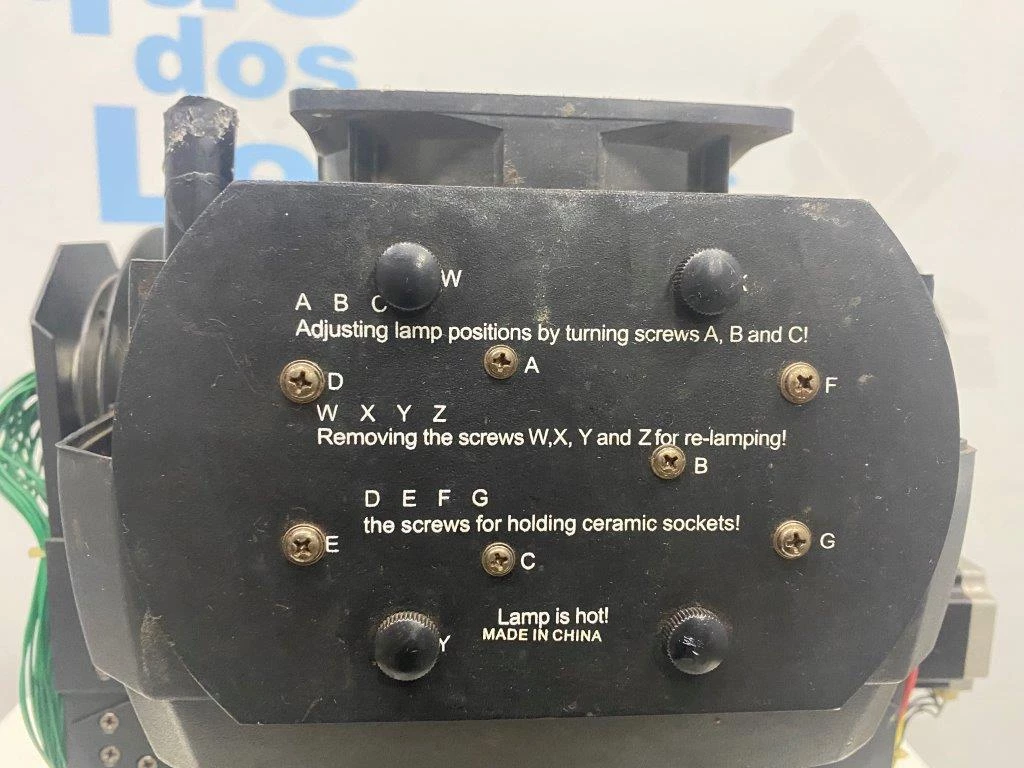 dos
W
A B C
Adjusting lamp positions by turning screws A, B and C!
A
D
F
W X Y Z
Removing the screws W,X, Y and Z for re-lamping!
B
D E F G
the screws for holding ceramic sockets!
E
G
C
Lamp is hot!
Y
MADE IN CHINA